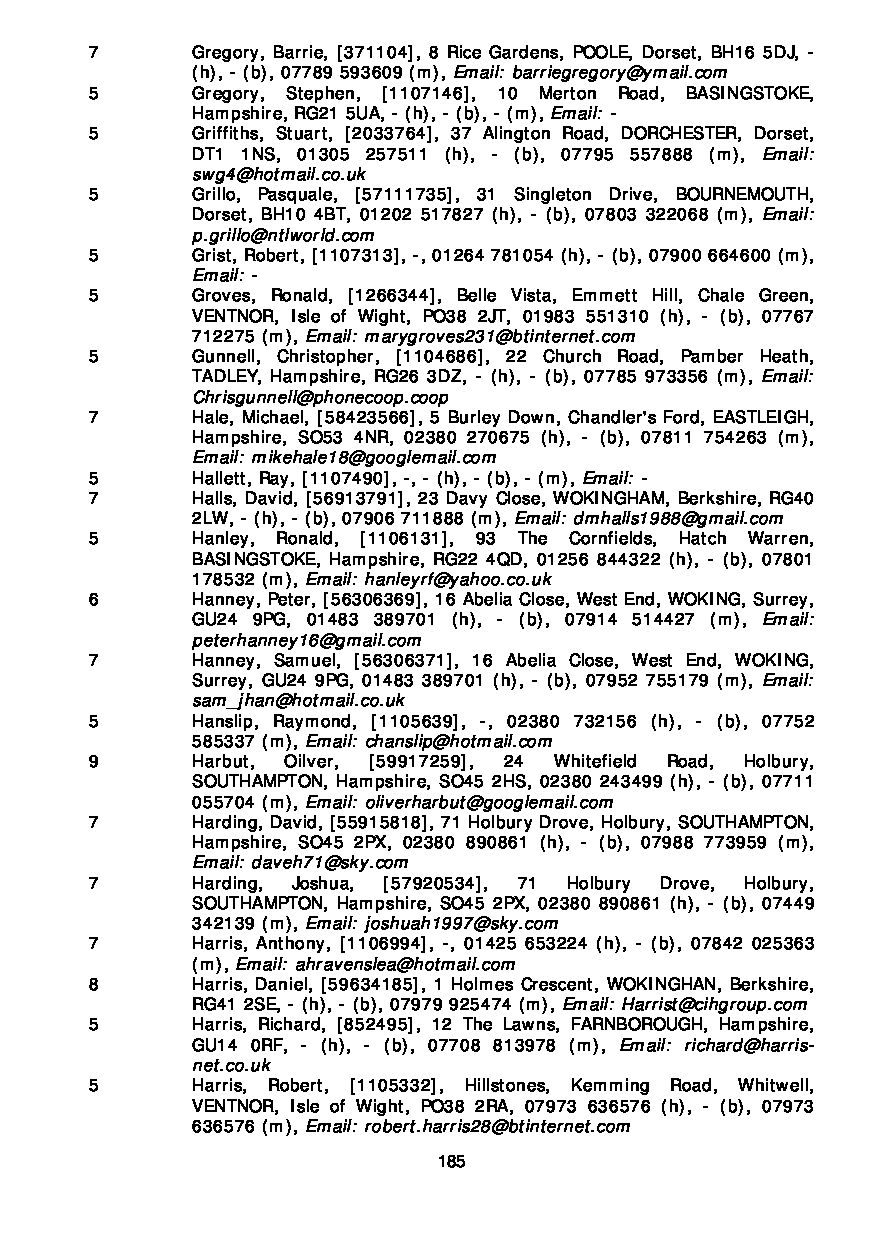 7 Gregory, Barrie, [371104], 8 Rice Gardens, POOLE, Dorset, BH16 5DJ, -
(h), - (b), 07789 593609 (m), Email: barriegregory@ymail.com
5 Gregory, Stephen, [1107146], 10 Merton Road, BASINGSTOKE,
Hampshire, RG21 5UA, - (h), - (b), - (m), Email: -
5 Griffiths, Stuart, [2033764], 37 Alington Road, DORCHESTER, Dorset,
DT1 1NS, 01305 257511 (h), - (b), 07795 557888 (m), Email:
swg4@hotmail.co.uk
5 Grillo, Pasquale, [57111735], 31 Singleton Drive, BOURNEMOUTH,
Dorset, BH10 4BT, 01202 517827 (h), - (b), 07803 322068 (m), Email:
p.grillo@ntlworld.com
5 Grist, Robert, [1107313], -, 01264 781054 (h), - (b), 07900 664600 (m),
Email: -
5 Groves, Ronald, [1266344], Belle Vista, Emmett Hill, Chale Green,
VENTNOR, Isle of Wight, PO38 2JT, 01983 551310 (h), - (b), 07767
712275 (m), Email: marygroves231@btinternet.com
5 Gunnell, Christopher, [1104686], 22 Church Road, Pamber Heath,
TADLEY, Hampshire, RG26 3DZ, - (h), - (b), 07785 973356 (m), Email:
Chrisgunnell@phonecoop.coop
7 Hale, Michael, [58423566], 5 Burley Down, Chandler's Ford, EASTLEIGH,
Hampshire, SO53 4NR, 02380 270675 (h), - (b), 07811 754263 (m),
Email: mikehale18@googlemail.com
5 Hallett, Ray, [1107490], -, - (h), - (b), - (m), Email: -
7 Halls, David, [56913791], 23 Davy Close, WOKINGHAM, Berkshire, RG40
2LW, - (h), - (b), 07906 711888 (m), Email: dmhalls1988@gmail.com
5 Hanley, Ronald, [1106131], 93 The Cornfields, Hatch Warren,
BASINGSTOKE, Hampshire, RG22 4QD, 01256 844322 (h), - (b), 07801
178532 (m), Email: hanleyrf@yahoo.co.uk
6 Hanney, Peter, [56306369], 16 Abelia Close, West End, WOKING, Surrey,
GU24 9PG, 01483 389701 (h), - (b), 07914 514427 (m), Email:
peterhanney16@gmail.com
7 Hanney, Samuel, [56306371], 16 Abelia Close, West End, WOKING,
Surrey, GU24 9PG, 01483 389701 (h), - (b), 07952 755179 (m), Email:
sam_jhan@hotmail.co.uk
5 Hanslip, Raymond, [1105639], -, 02380 732156 (h), - (b), 07752
585337 (m), Email: chanslip@hotmail.com
9 Harbut, Oilver, [59917259], 24 Whitefield Road, Holbury,
SOUTHAMPTON, Hampshire, SO45 2HS, 02380 243499 (h), - (b), 07711
055704 (m), Email: oliverharbut@googlemail.com
7 Harding, David, [55915818], 71 Holbury Drove, Holbury, SOUTHAMPTON,
Hampshire, SO45 2PX, 02380 890861 (h), - (b), 07988 773959 (m),
Email: daveh71@sky.com
7 Harding, Joshua, [57920534], 71 Holbury Drove, Holbury,
SOUTHAMPTON, Hampshire, SO45 2PX, 02380 890861 (h), - (b), 07449
342139 (m), Email: joshuah1997@sky.com
7 Harris, Anthony, [1106994], -, 01425 653224 (h), - (b), 07842 025363
(m), Email: ahravenslea@hotmail.com
8 Harris, Daniel, [59634185], 1 Holmes Crescent, WOKINGHAN, Berkshire,
RG41 2SE, - (h), - (b), 07979 925474 (m), Email: Harrist@cihgroup.com
5 Harris, Richard, [852495], 12 The Lawns, FARNBOROUGH, Hampshire,
GU14 0RF, - (h), - (b), 07708 813978 (m), Email: richard@harris-
net.co.uk
5 Harris, Robert, [1105332], Hillstones, Kemming Road, Whitwell,
VENTNOR, Isle of Wight, PO38 2RA, 07973 636576 (h), - (b), 07973
636576 (m), Email: robert.harris28@btinternet.com
185